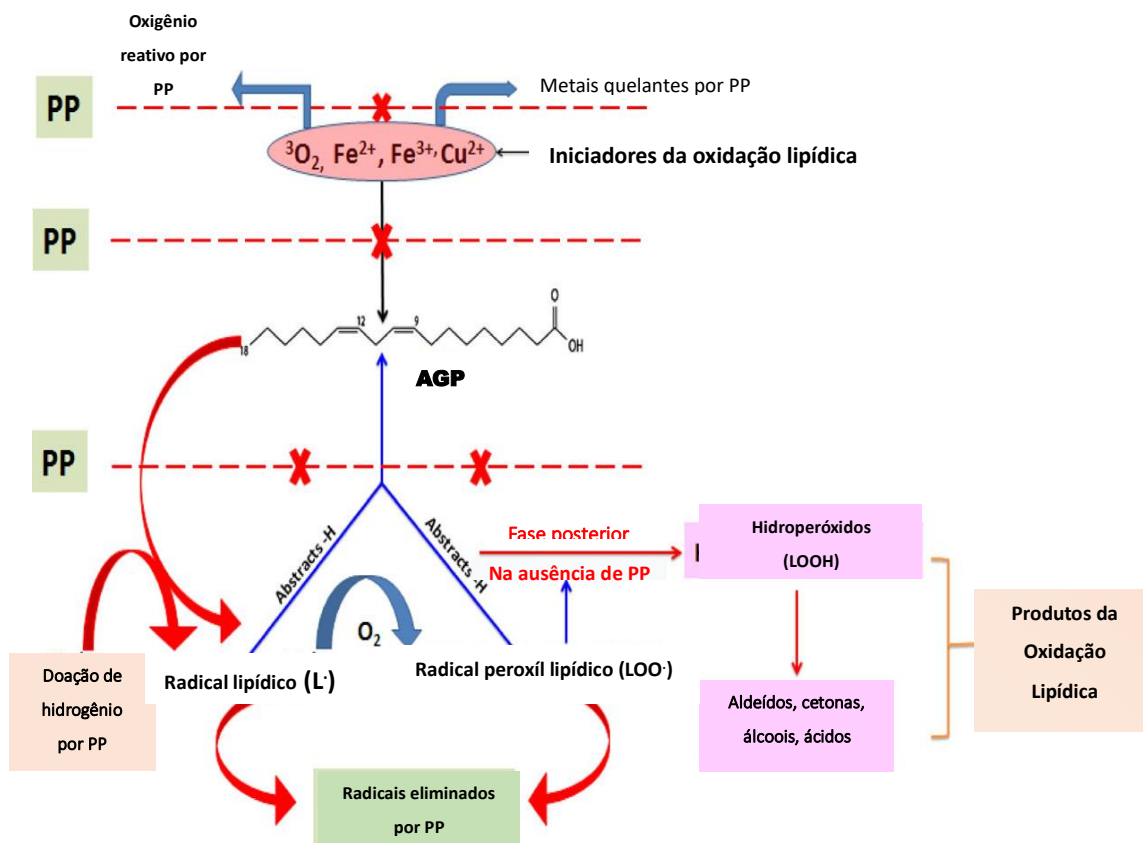 Oxigênio
reativo por
PP
PP
Metais quelantes por PP
³O₂, Fe²⁺, Fe³⁺, Cu²⁺
Iniciadores da oxidação lipídica
PP
12
9
18
O
OH
AGP
PP
Abstracts -H
Abstracts -H
Fase posterior
Na ausência de PP
Hidroperóxidos
(LOOH)
O₂
Produtos da
Oxidação
Lipídica
Doação de
hidrogênio
por PP
Radical lipídico (L·)
Radical peroxíl lipídico (LOO·)
Aldeídos, cetonas,
álcoois, ácidos
Radicais eliminados
por PP